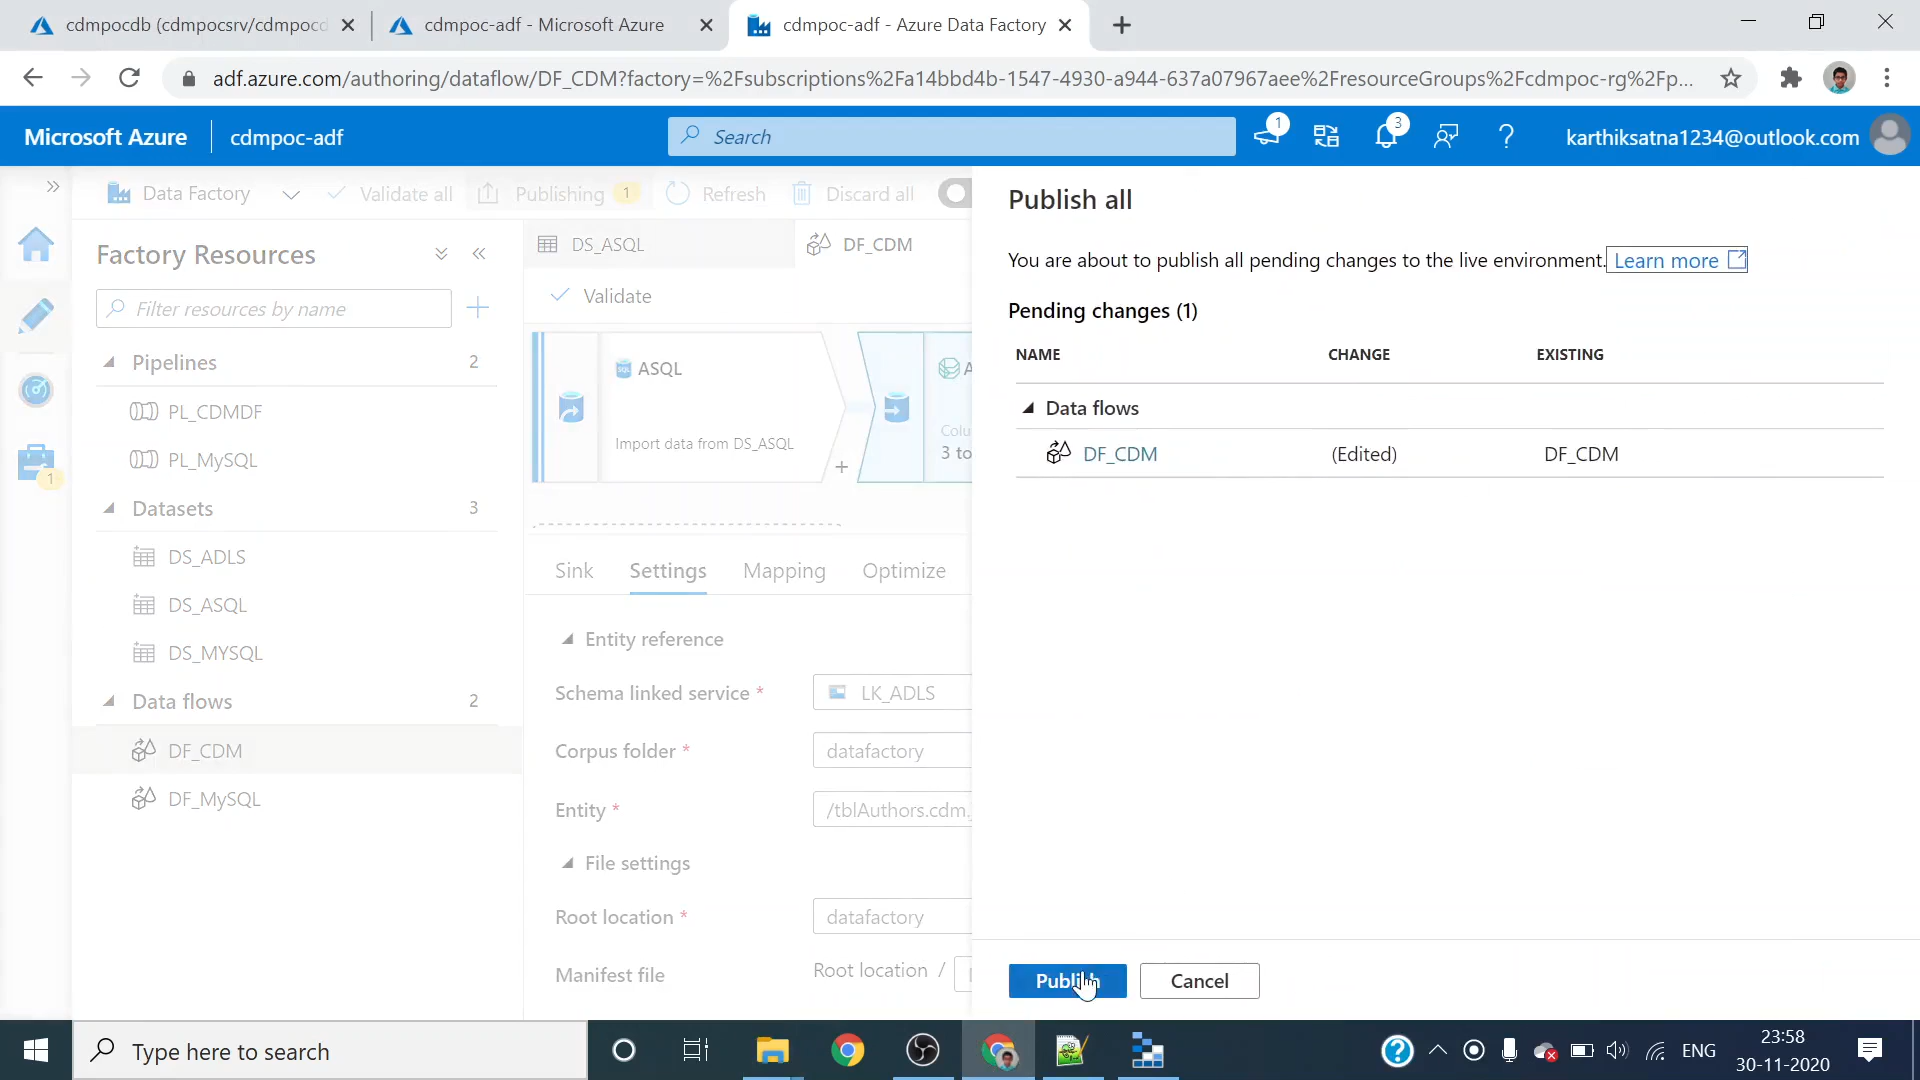 cdmpocdb (cdmpocsrv/cdmpocd
cdmpoc-adf - Microsoft Azure
cdmpoc-adf - Azure Data Factory
adf.azure.com/authoring/dataflow/DF_CDM?factory=%2Fsubscriptions%2Fa14bbd4b-1547-4930-a944-637a07967aee%2FresourceGroups%2Fcdmpoc-rg%2Fp...
Microsoft Azure
cdmpoc-adf
Search
1
3
karthiksatna1234@outlook.com
Data Factory
Validate all
Publishing
1
Refresh
Discard all
Factory Resources
Filter resources by name
Pipelines
2
PL_CDMDF
PL_MySQL
Datasets
3
DS_ADLS
DS_ASQL
DS_MYSQL
Data flows
2
DF_CDM
DF_MySQL
1
DS_ASQL
DF_CDM
Validate
ASQL
Import data from DS_ASQL
+
A
Colu
3 to
Sink
Settings
Mapping
Optimize
Entity reference
Schema linked service *
LK_ADLS
Corpus folder *
datafactory
Entity *
/tblAuthors.cdm.
File settings
Root location *
datafactory
Manifest file
Root location /
Publish all
You are about to publish all pending changes to the live environment. Learn more
Pending changes (1)
NAME
CHANGE
EXISTING
Data flows
DF_CDM
(Edited)
DF_CDM
Publish
Cancel
Type here to search
ENG
23:58
30-11-2020